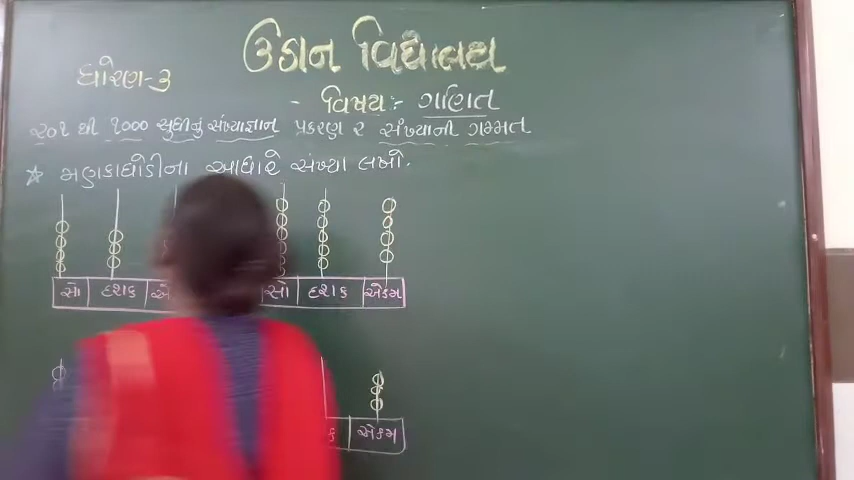 ઉડાન વિદ્યાલય
ધોરણ-૩
- વિષય:- ગણિત
૨૦૧ થી ૧૦૦૦ સુધીનું સંખ્યાજ્ઞાન પ્રકરણ ૨ સંખ્યાની ગમ્મત
☆ મણકાઘોડીના આધારે સંખ્યા લખો.
સો દશક સો દશક એકમ
એકમ